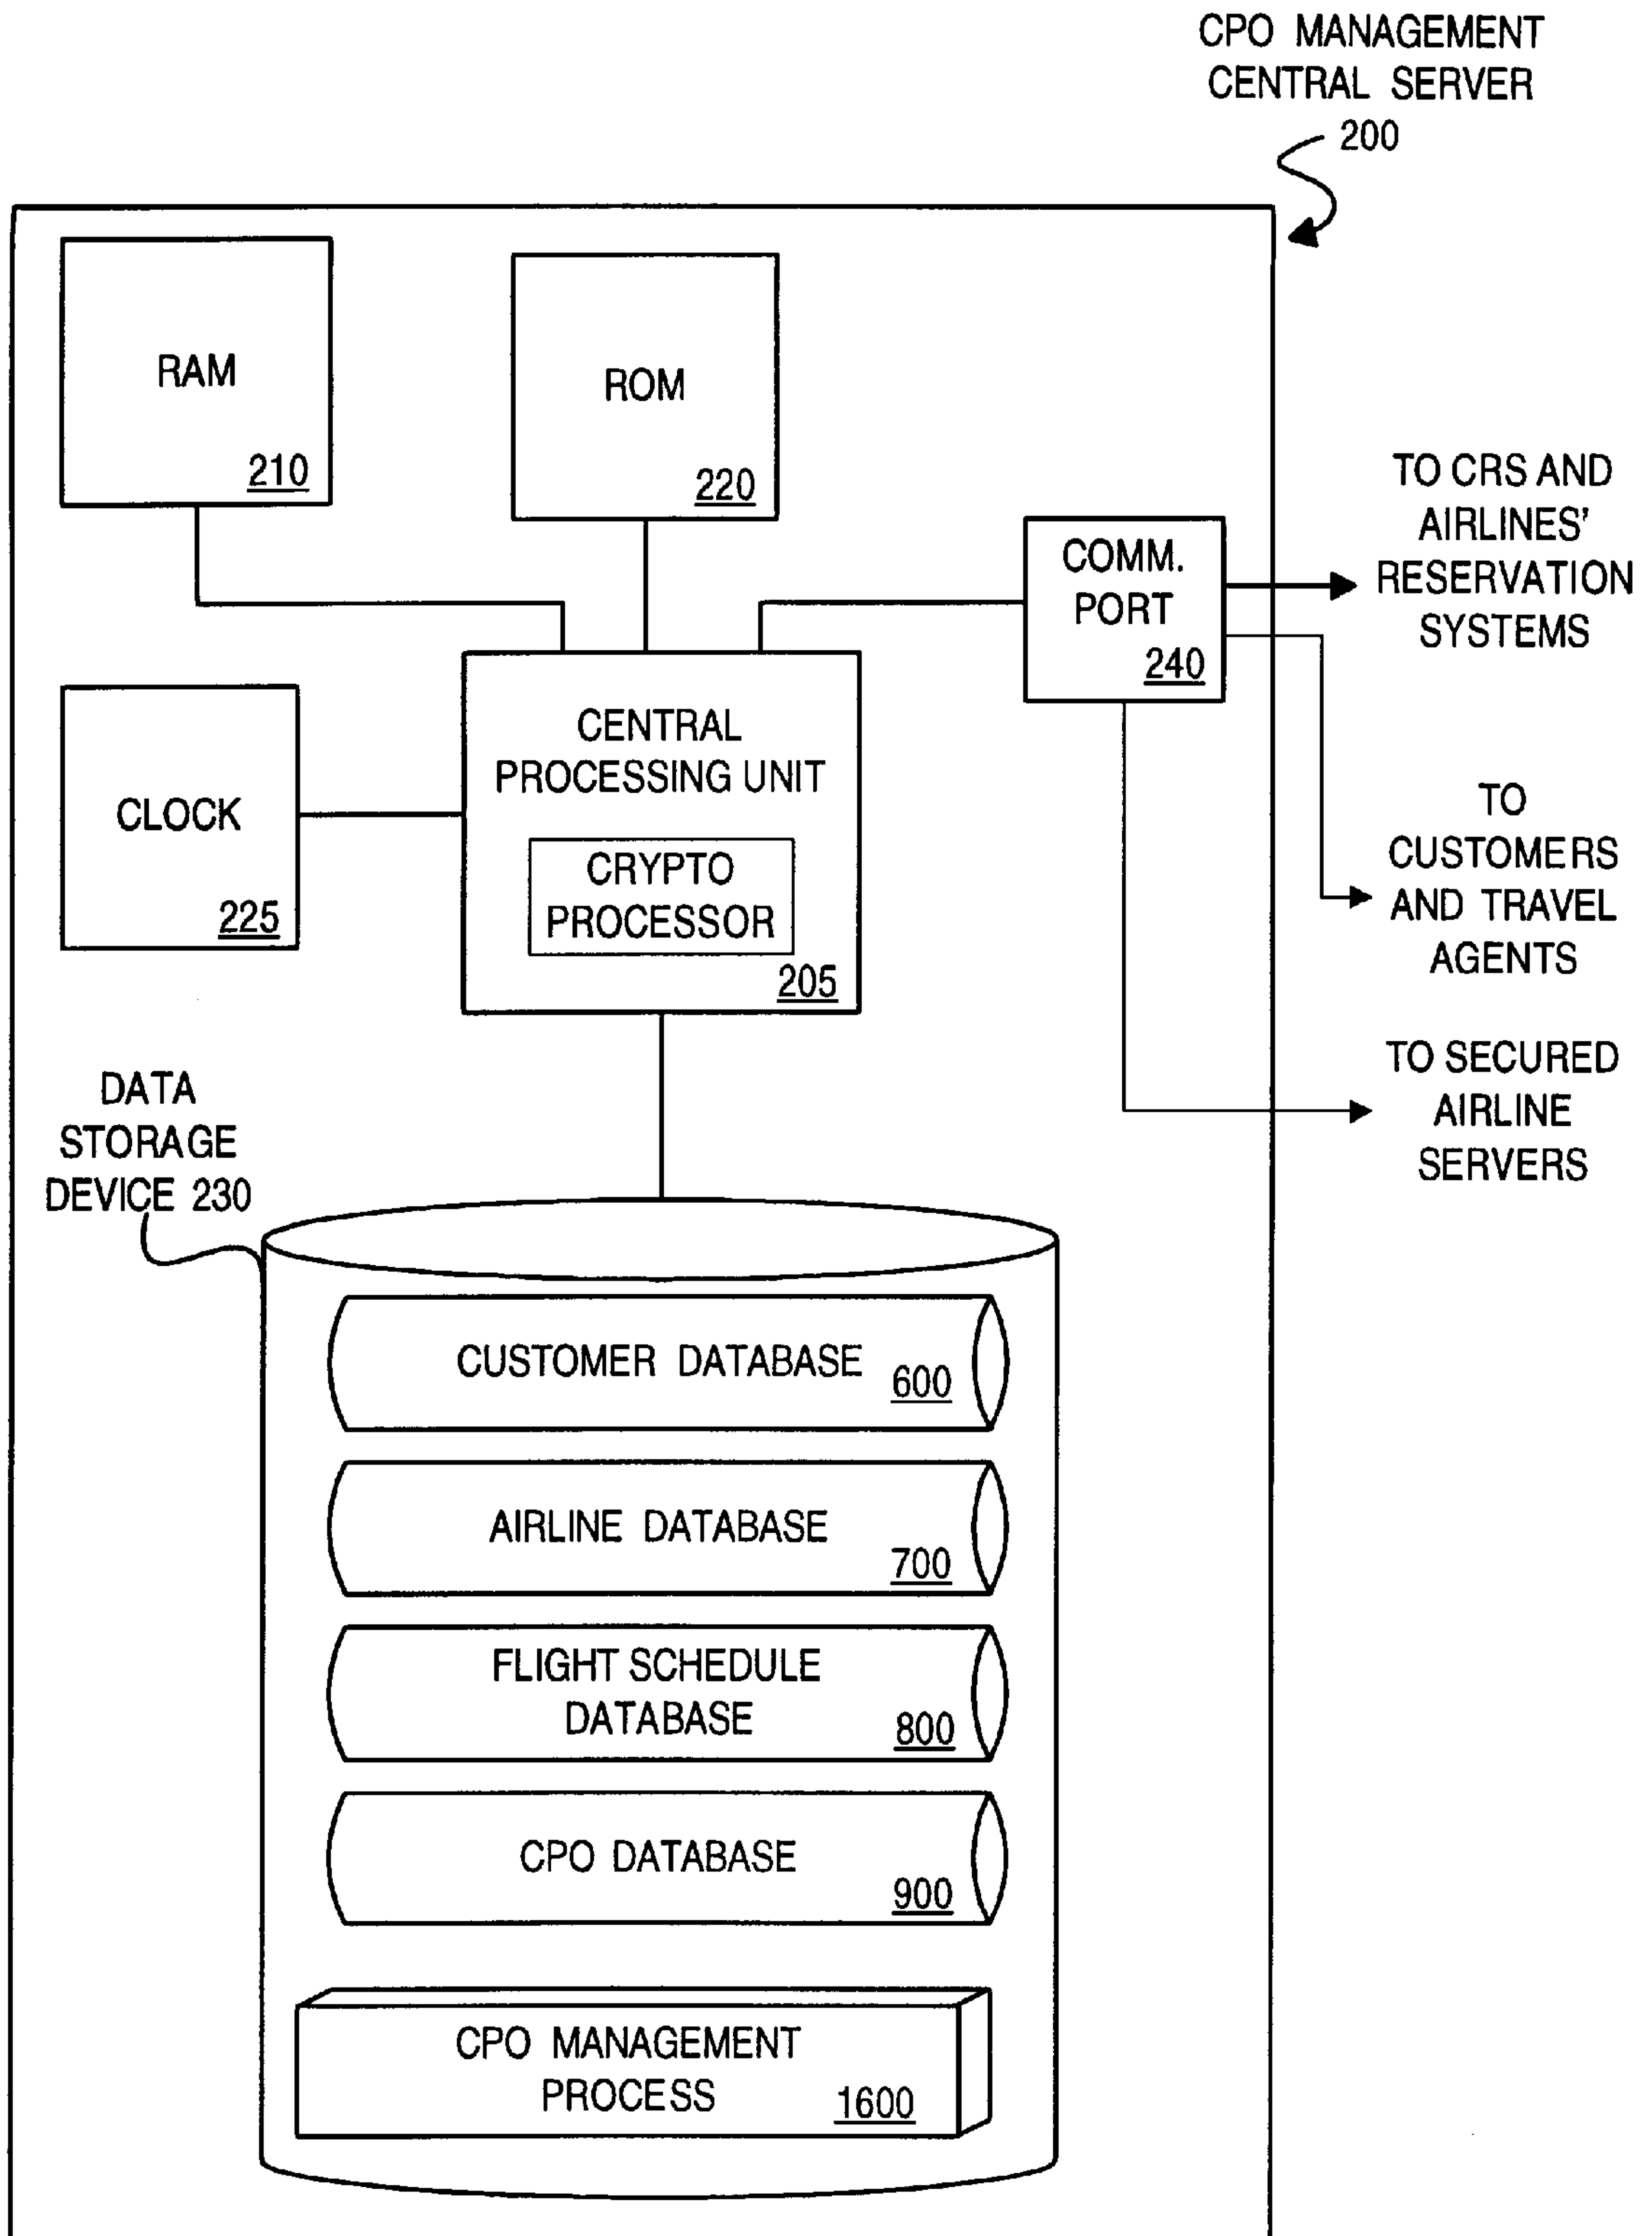 CPO MANAGEMENT
CENTRAL SERVER
200
RAM
210
ROM
220
COMM.
PORT
240
TO CRS AND
AIRLINES'
RESERVATION
SYSTEMS
CLOCK
225
CENTRAL
PROCESSING UNIT
CRYPTO
PROCESSOR
205
TO
CUSTOMERS
AND TRAVEL
AGENTS
TO SECURED
AIRLINE
SERVERS
DATA
STORAGE
DEVICE 230
CUSTOMER DATABASE
600
AIRLINE DATABASE
700
FLIGHT SCHEDULE
DATABASE
800
CPO DATABASE
900
CPO MANAGEMENT
PROCESS
1600